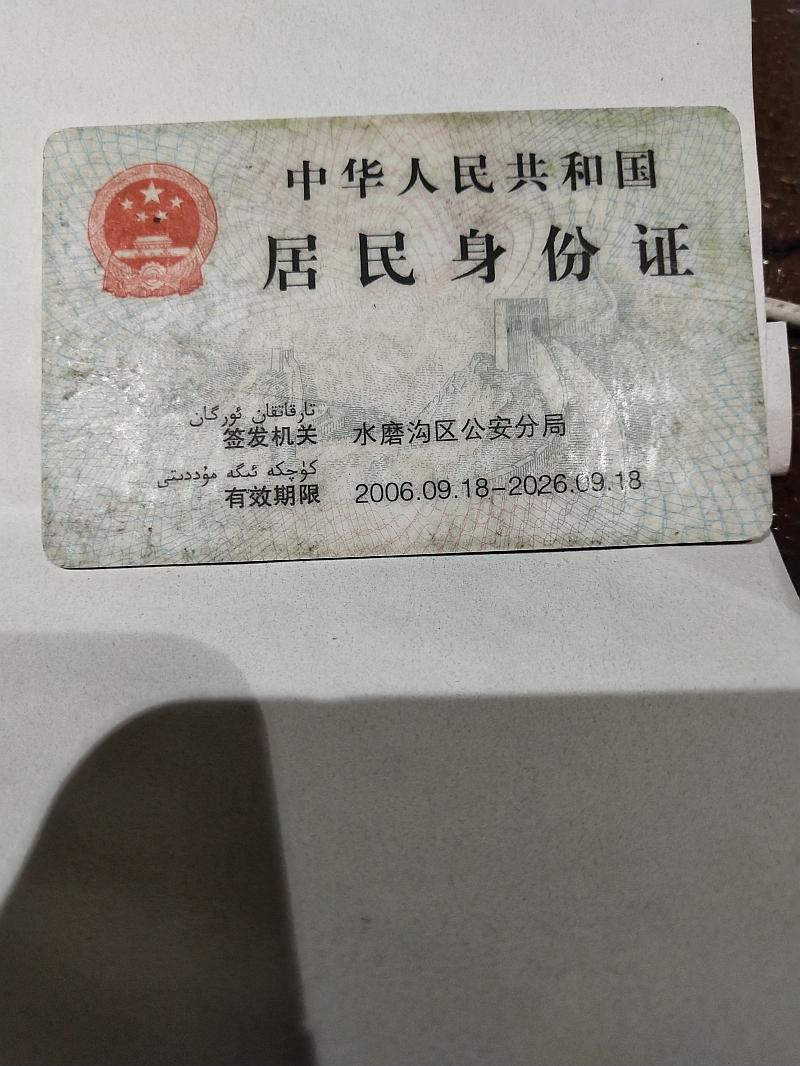 中华人民共和国
居民身份证
تارقاتقان ئورگان
签发机关 水磨沟区公安分局
كۈچكە ئىگە مۇددىتى
有效期限 2006.09.18-2026.09.18